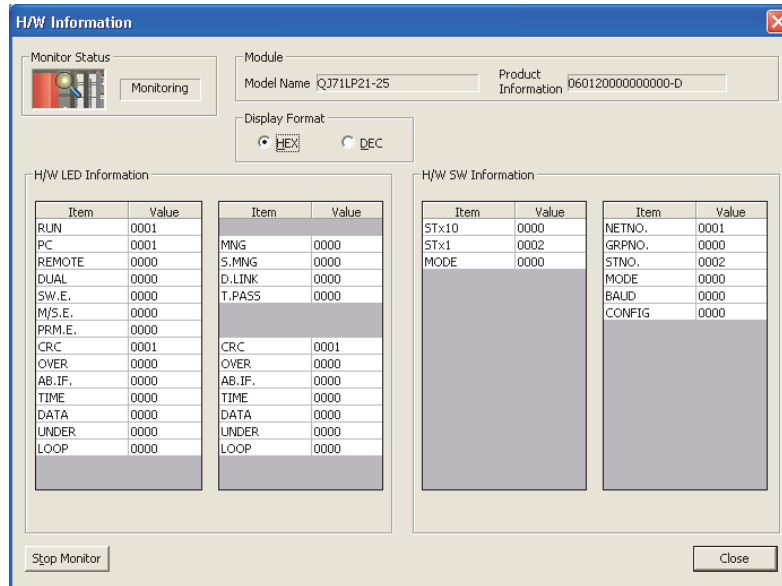 H/W Information
Monitor Status
Monitoring
Module
Model Name QJ71LP21-25
Product Information 060120000000000-D
Display Format
HEX DEC
H/W LED Information
Item Value Item Value
RUN 0001
PC 0001 MNG 0000
REMOTE 0000 S.MNG 0000
DUAL 0000 D.LINK 0000
SW.E. 0000 T.PASS 0000
M/S.E. 0000
PRM.E. 0000
CRC 0001 CRC 0001
OVER 0000 OVER 0000
AB.IF. 0000 AB.IF. 0000
TIME 0000 TIME 0000
DATA 0000 DATA 0000
UNDER 0000 UNDER 0000
LOOP 0000 LOOP 0000
H/W SW Information
Item Value Item Value
STx10 0000 NETNO. 0001
STx1 0002 GRPNO. 0000
MODE 0000 STNO. 0002
MODE 0000
BAUD 0000
CONFIG 0000
Stop Monitor
Close